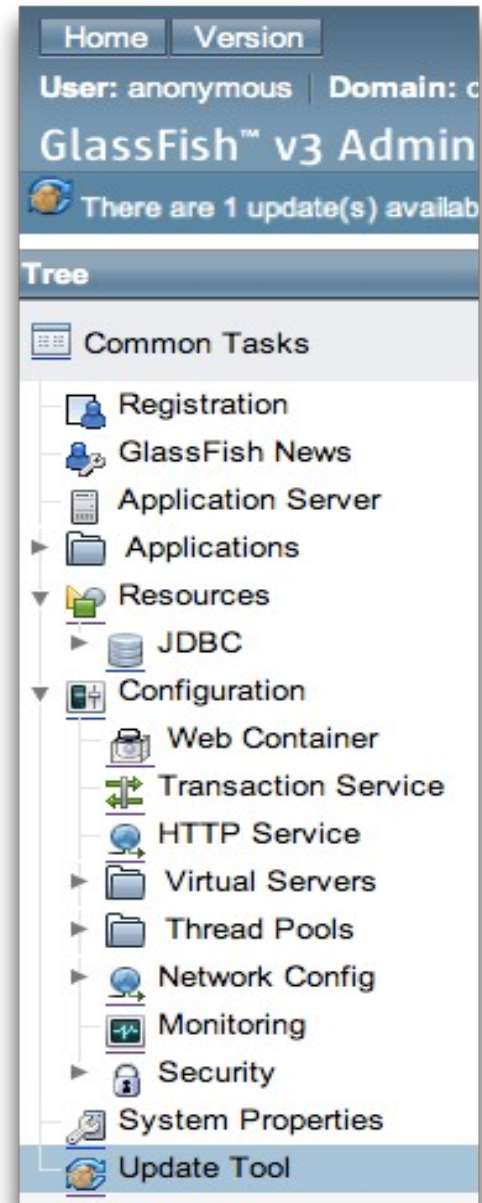 Home Version
User: anonymous | Domain:
GlassFish™ v3 Admin
There are 1 update(s)
Tree
Common Tasks
Registration
GlassFish News
Application Server
Applications
Resources
JDBC
Configuration
Web Container
Transaction Service
HTTP Service
Virtual Servers
Thread Pools
Network Config
Monitoring
Security
System Properties
Update Tool